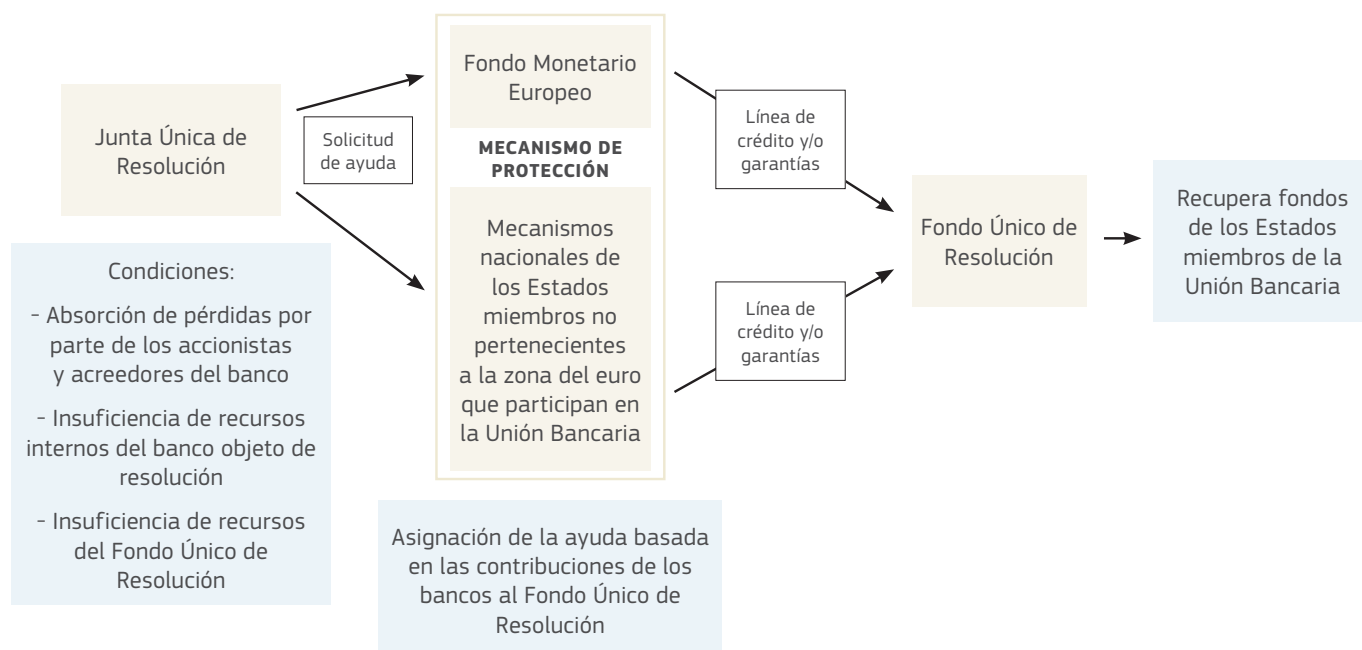 Junta Única de
Resolución
Condiciones:
- Absorción de pérdidas por
parte de los accionistas
y acreedores del banco
- Insuficiencia de recursos
internos del banco objeto de
resolución
- Insuficiencia de recursos
del Fondo Único de
Resolución
Solicitud
de ayuda
Fondo Monetario
Europeo
MECANISMO DE
PROTECCIÓN
Mecanismos
nacionales de
los Estados
miembros no
pertenecientes
a la zona del euro
que participan en
la Unión Bancaria
Asignación de la ayuda basada
en las contribuciones de los
bancos al Fondo Único de
Resolución
Línea de
crédito y/o
garantías
Línea de
crédito y/o
garantías
Fondo Único de
Resolución
Recupera fondos
de los Estados
miembros de la
Unión Bancaria